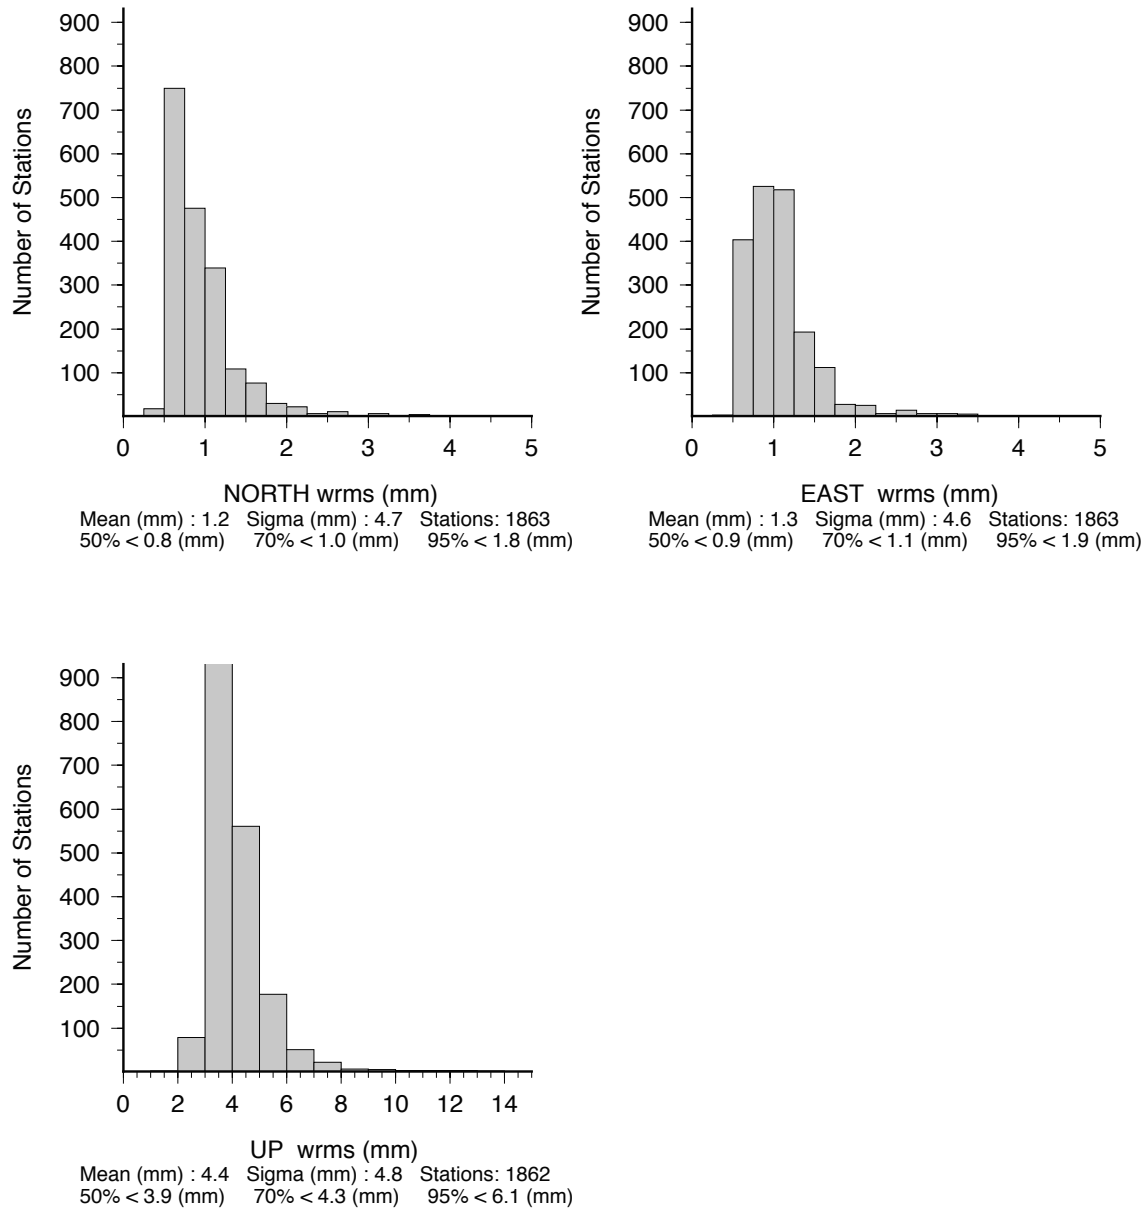 900
800
700
600
500
400
300
200
100
Number of Stations
0 1 2 3 4 5
NORTH wrms (mm)
Mean (mm) : 1.2 Sigma (mm) : 4.7 Stations: 1863
50% < 0.8 (mm) 70% < 1.0 (mm) 95% < 1.8 (mm)
900
800
700
600
500
400
300
200
100
Number of Stations
0 1 2 3 4 5
EAST wrms (mm)
Mean (mm) : 1.3 Sigma (mm) : 4.6 Stations: 1863
50% < 0.9 (mm) 70% < 1.1 (mm) 95% < 1.9 (mm)
900
800
700
600
500
400
300
200
100
Number of Stations
0 2 4 6 8 10 12 14
UP wrms (mm)
Mean (mm) : 4.4 Sigma (mm) : 4.8 Stations: 1862
50% < 3.9 (mm) 70% < 4.3 (mm) 95% < 6.1 (mm)